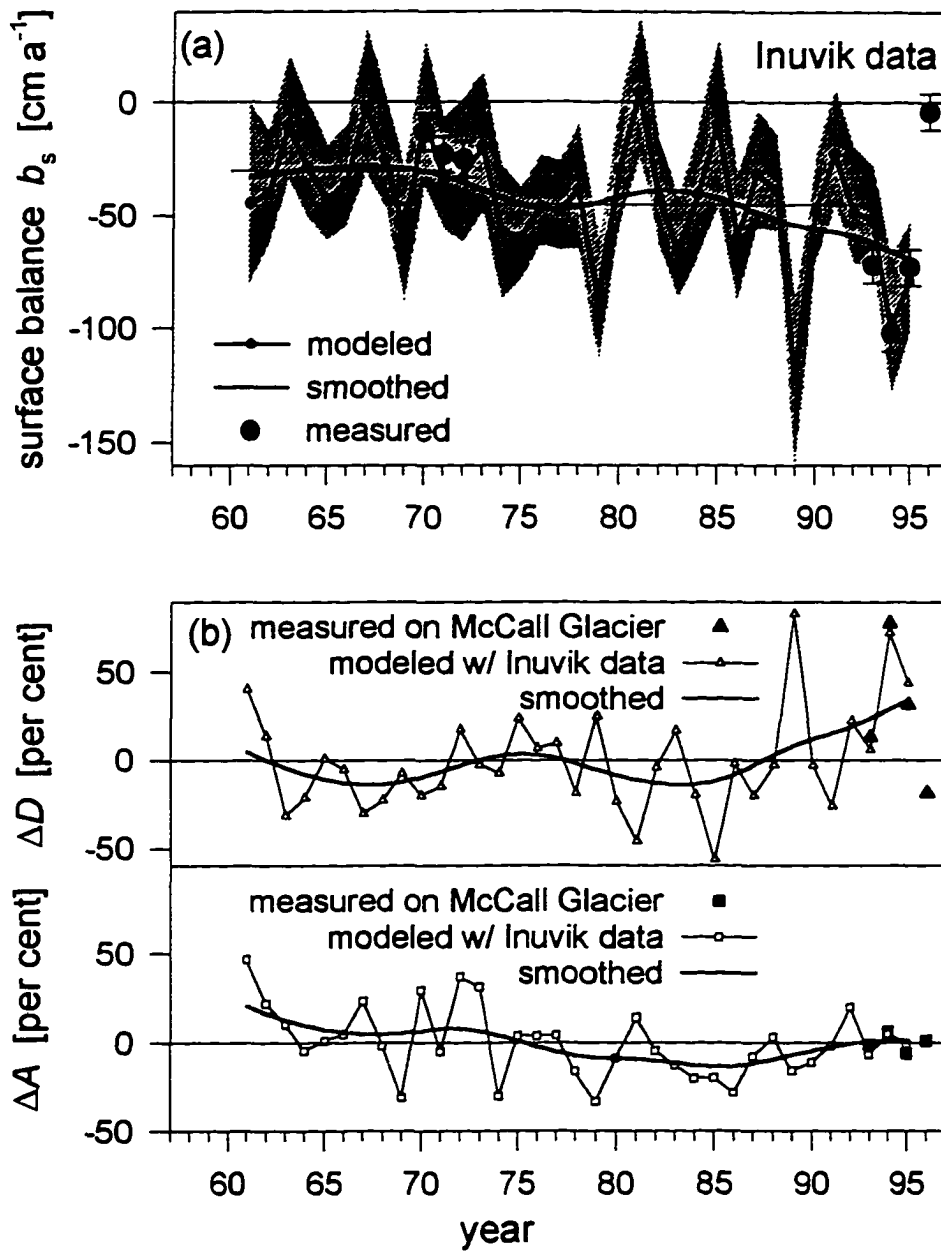 (a)
Inuvik data
surface balance b_s [cm a⁻¹]
0
-50
-100
-150
modeled
smoothed
measured
60 65 70 75 80 85 90 95
(b)
measured on McCall Glacier
modeled w/ Inuvik data
smoothed
ΔD [per cent]
50
0
-50
measured on McCall Glacier
modeled w/ Inuvik data
smoothed
ΔA [per cent]
50
0
-50
60 65 70 75 80 85 90 95
year